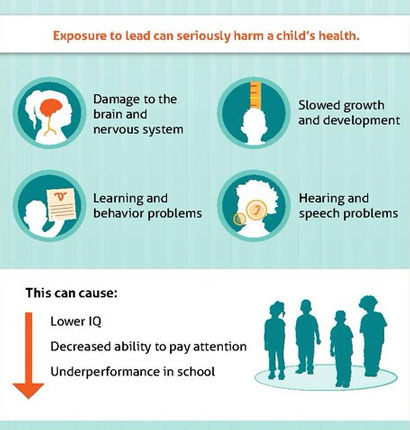 Exposure to lead can seriously harm a child's health.
Damage to the
brain and
nervous system
Slowed growth
and development
Learning and
behavior problems
Hearing and
speech problems
This can cause:
Lower IQ
Decreased ability to pay attention
Underperformance in school